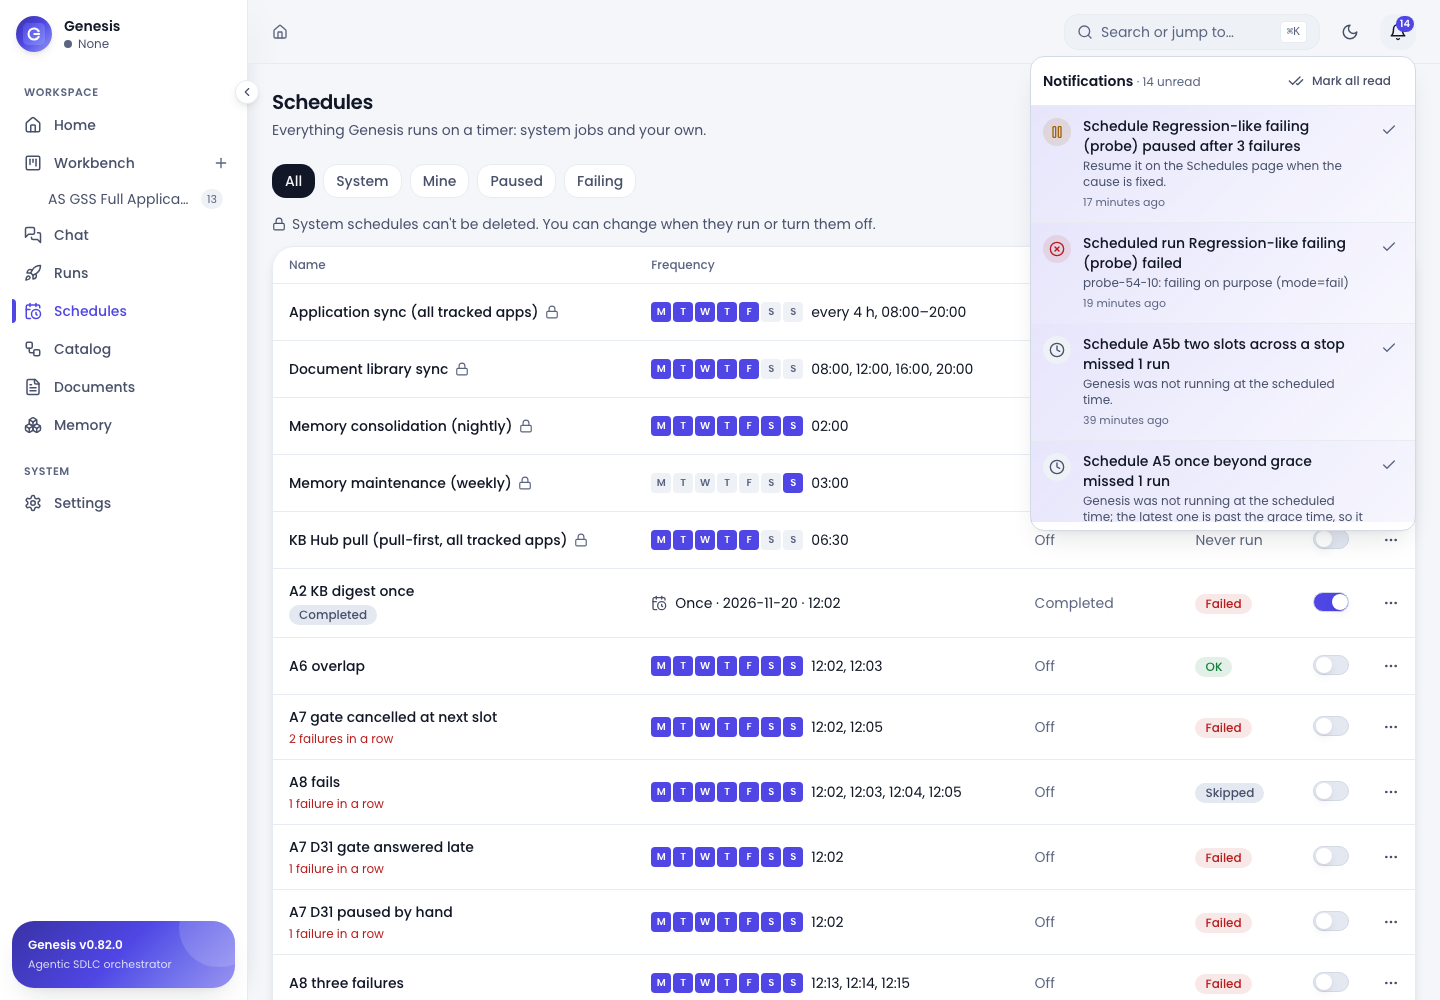 Genesis
None
WORKSPACE
Home
Workbench
AS GSS Full Applica... 13
Chat
Runs
Schedules
Catalog
Documents
Memory
SYSTEM
Settings
Genesis v0.82.0
Agentic SDLC orchestrator
Search or jump to... ⌘K
14
Schedules
Everything Genesis runs on a timer: system jobs and your own.
All System Mine Paused Failing
System schedules can't be deleted. You can change when they run or turn them off.
Name Frequency
Application sync (all tracked apps) M T W T F S S every 4 h, 08:00–20:00
Document library sync M T W T F S S 08:00, 12:00, 16:00, 20:00
Memory consolidation (nightly) M T W T F S S 02:00
Memory maintenance (weekly) M T W T F S S 03:00
KB Hub pull (pull-first, all tracked apps) M T W T F S S 06:30 Off Never run
A2 KB digest once
Completed
Once · 2026-11-20 · 12:02 Completed Failed
A6 overlap M T W T F S S 12:02, 12:03 Off OK
A7 gate cancelled at next slot
2 failures in a row
M T W T F S S 12:02, 12:05 Off Failed
A8 fails
1 failure in a row
M T W T F S S 12:02, 12:03, 12:04, 12:05 Off Skipped
A7 D31 gate answered late
1 failure in a row
M T W T F S S 12:02 Off Failed
A7 D31 paused by hand
1 failure in a row
M T W T F S S 12:02 Off Failed
A8 three failures M T W T F S S 12:13, 12:14, 12:15 Off Failed
Notifications · 14 unread Mark all read
Schedule Regression-like failing
(probe) paused after 3 failures
Resume it on the Schedules page when the
cause is fixed.
17 minutes ago
Scheduled run Regression-like failing
(probe) failed
probe-54-10: failing on purpose (mode=fail)
19 minutes ago
Schedule A5b two slots across a stop
missed 1 run
Genesis was not running at the scheduled
time.
39 minutes ago
Schedule A5 once beyond grace
missed 1 run
Genesis was not running at the scheduled
time; the latest one is past the grace time, so it